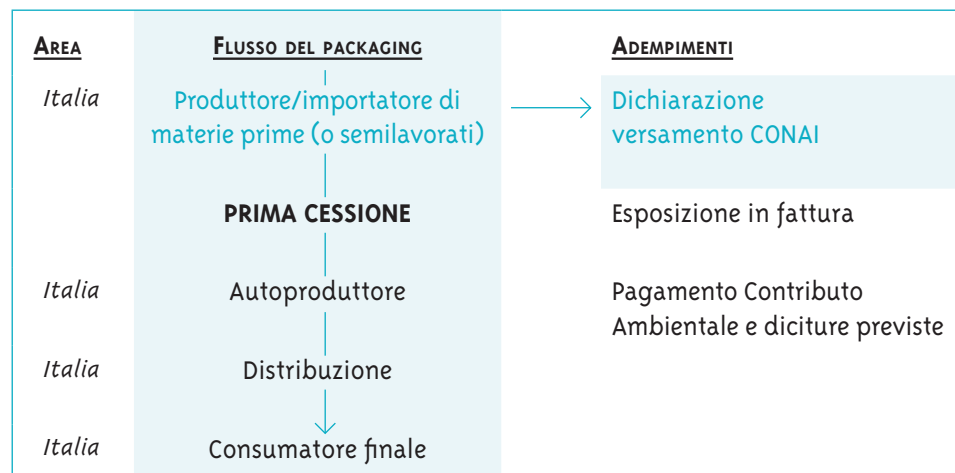 AREA FLUSSO DEL PACKAGING ADEMPIMENTI
Italia Produttore/importatore di Dichiarazione
materie prime (o semilavorati) versamento CONAI
PRIMA CESSIONE Esposizione in fattura
Italia Autoproduttore Pagamento Contributo
Ambientale e diciture previste
Italia Distribuzione
Italia Consumatore finale